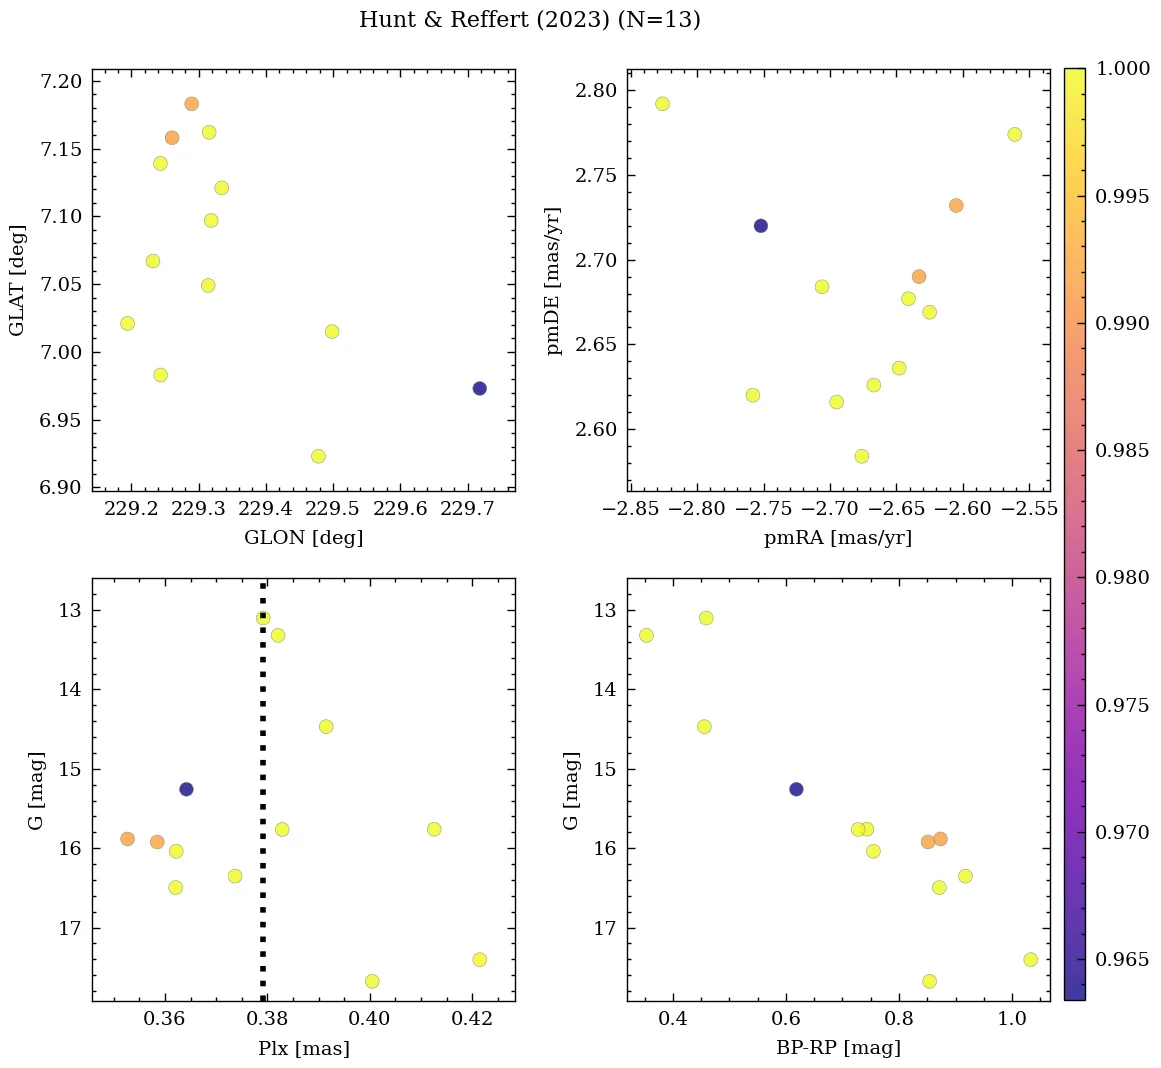 Hunt & Reffert (2023) (N=13)
7.20
7.15
7.10
7.05
7.00
6.95
6.90
GLAT [deg]
229.2 229.3 229.4 229.5 229.6 229.7
GLON [deg]
2.80
2.75
2.70
2.65
2.60
pmDE [mas/yr]
−2.85 −2.80 −2.75 −2.70 −2.65 −2.60 −2.55
pmRA [mas/yr]
13
14
15
16
17
G [mag]
0.36 0.38 0.40 0.42
Plx [mas]
13
14
15
16
17
G [mag]
0.4 0.6 0.8 1.0
BP-RP [mag]
1.000
0.995
0.990
0.985
0.980
0.975
0.970
0.965